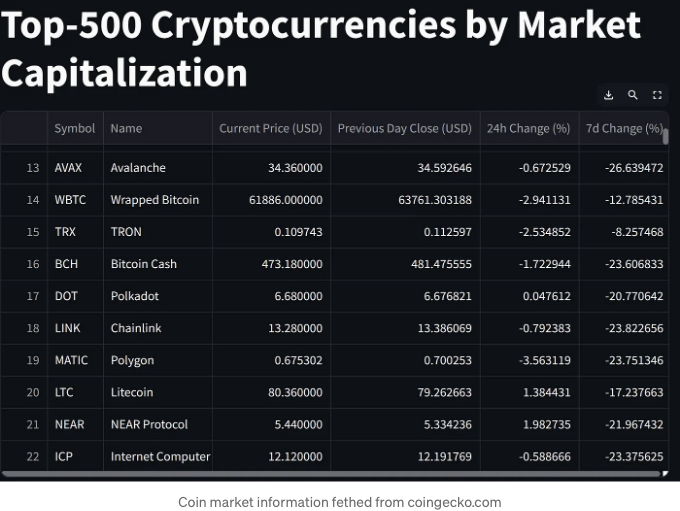 Top-500 Cryptocurrencies by Market
Capitalization
Symbol Name Current Price (USD) Previous Day Close (USD) 24h Change (%) 7d Change (%)
13 AVAX Avalanche 34.360000 34.592646 -0.672529 -26.639472
14 WBTC Wrapped Bitcoin 61886.000000 63761.303188 -2.941131 -12.785431
15 TRX TRON 0.109743 0.112597 -2.534852 -8.257468
16 BCH Bitcoin Cash 473.180000 481.475555 -1.722944 -23.606833
17 DOT Polkadot 6.680000 6.676821 0.047612 -20.770642
18 LINK Chainlink 13.280000 13.386069 -0.792383 -23.822656
19 MATIC Polygon 0.675302 0.700253 -3.563119 -23.751346
20 LTC Litecoin 80.360000 79.262663 1.384431 -17.237663
21 NEAR NEAR Protocol 5.440000 5.334236 1.982735 -21.967432
22 ICP Internet Computer 12.120000 12.191769 -0.588666 -23.375625
Coin market information fethed from coingecko.com